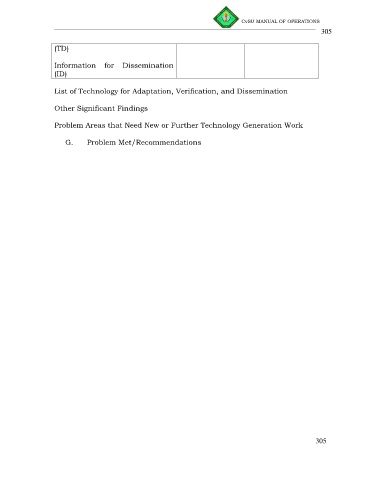 CvSU MANUAL OF OPERATIONS
305
(TD)
Information for Dissemination
(ID)
List of Technology for Adaptation, Verification, and Dissemination
Other Significant Findings
Problem Areas that Need New or Further Technology Generation Work
G. Problem Met/Recommendations
305